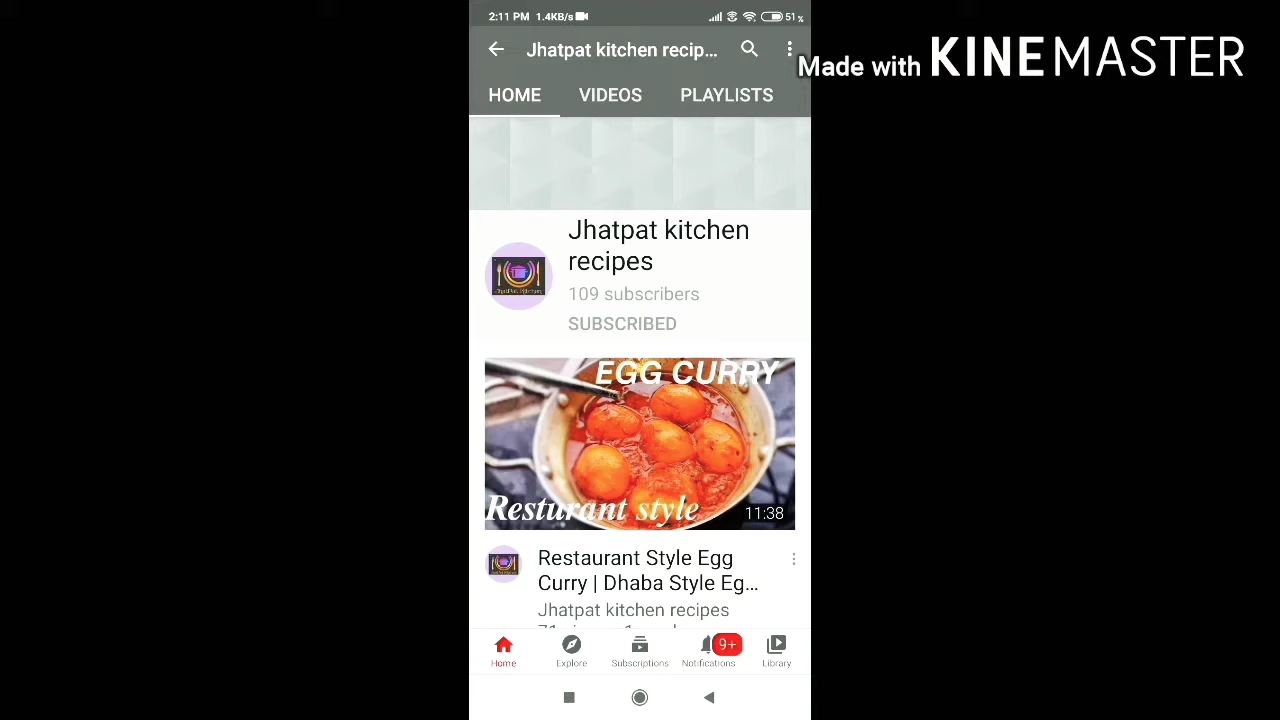 2:11 PM 1.4KB/s 51%
Jhatpat kitchen recip...
Made with KINEMASTER
HOME VIDEOS PLAYLISTS
Jhatpat kitchen
recipes
109 subscribers
SUBSCRIBED
EGG CURRY
Resturant style
11:38
Restaurant Style Egg
Curry | Dhaba Style Eg...
Jhatpat kitchen recipes
Home Explore Subscriptions Notifications 9+ Library